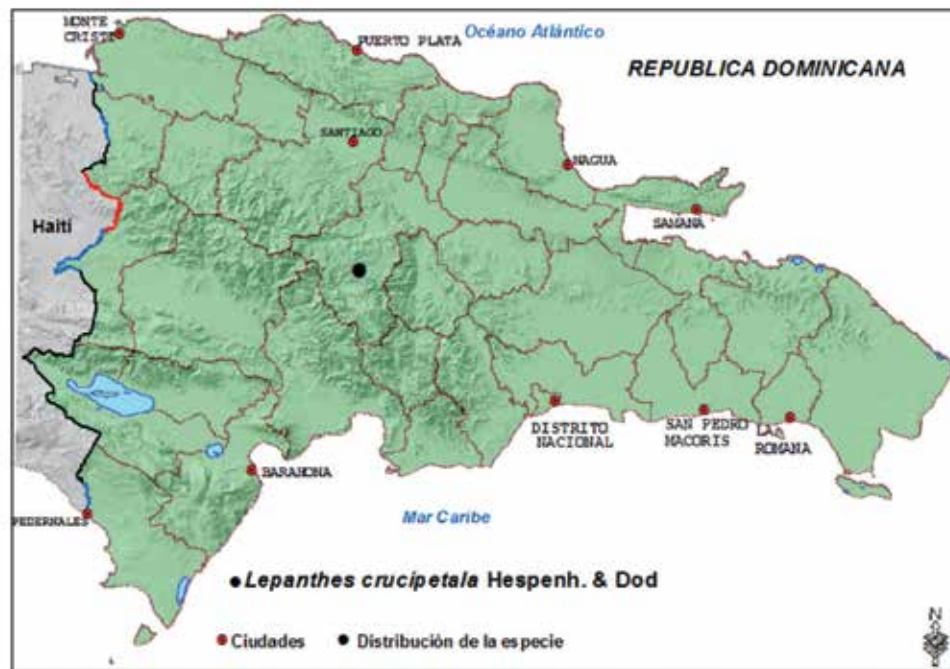 MONTE
CRISTI
PUERTO PLATA
Océano Atlántico
REPUBLICA DOMINICANA
SANTIAGO
NAGUA
SAMANA
Haití
DISTRITO
NACIONAL
SAN PEDRO
MACORIS
LA
ROMANA
BARAHONA
PEDERNALES
Mar Caribe
Lepanthes crucipetala Hespenh. & Dod
Ciudades
Distribución de la especie
N